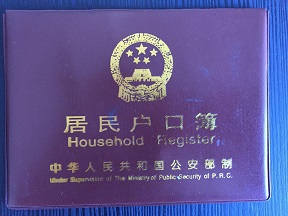 居民户口簿
Household Register
中华人民共和国公安部制
Under Supervision of The Ministry of Public Security of P.R.C.